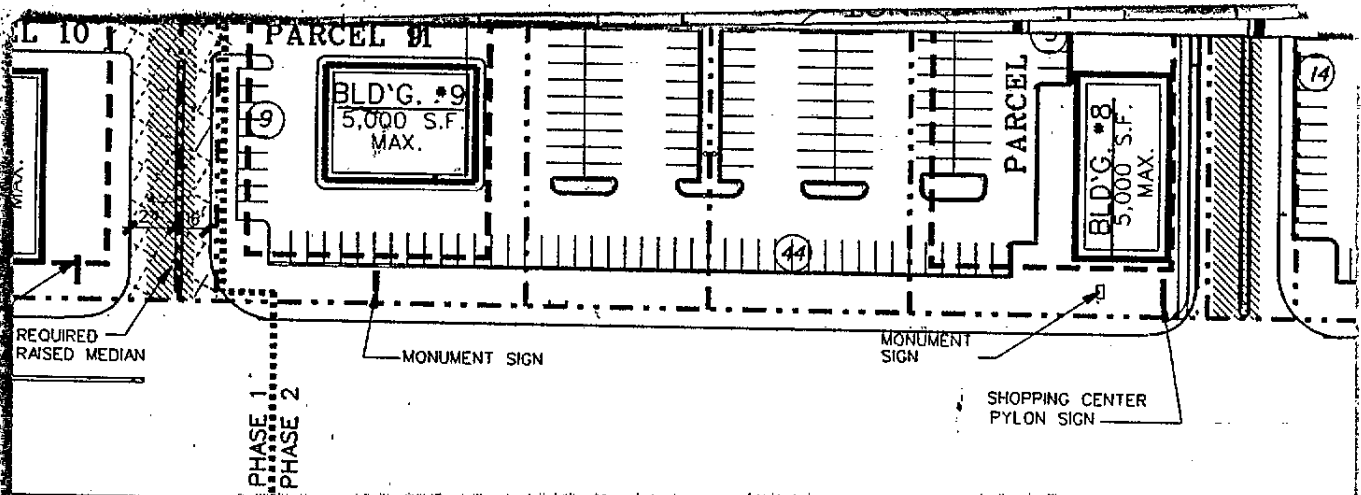 L 10
PARCEL 91
BLD'G. #9
5,000 S.F.
MAX.
9
MAX.
PARCEL
BLD'G. #8
5,000 S.F.
MAX.
14
44
REQUIRED
RAISED MEDIAN
MONUMENT SIGN
MONUMENT
SIGN
SHOPPING CENTER
PYLON SIGN
PHASE 1
PHASE 2